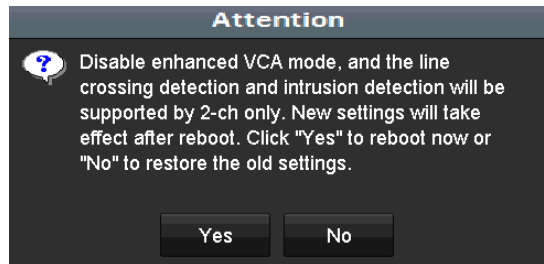 Attention
Disable enhanced VCA mode, and the line
crossing detection and intrusion detection will be
supported by 2-ch only. New settings will take
effect after reboot. Click "Yes" to reboot now or
"No" to restore the old settings.
Yes
No